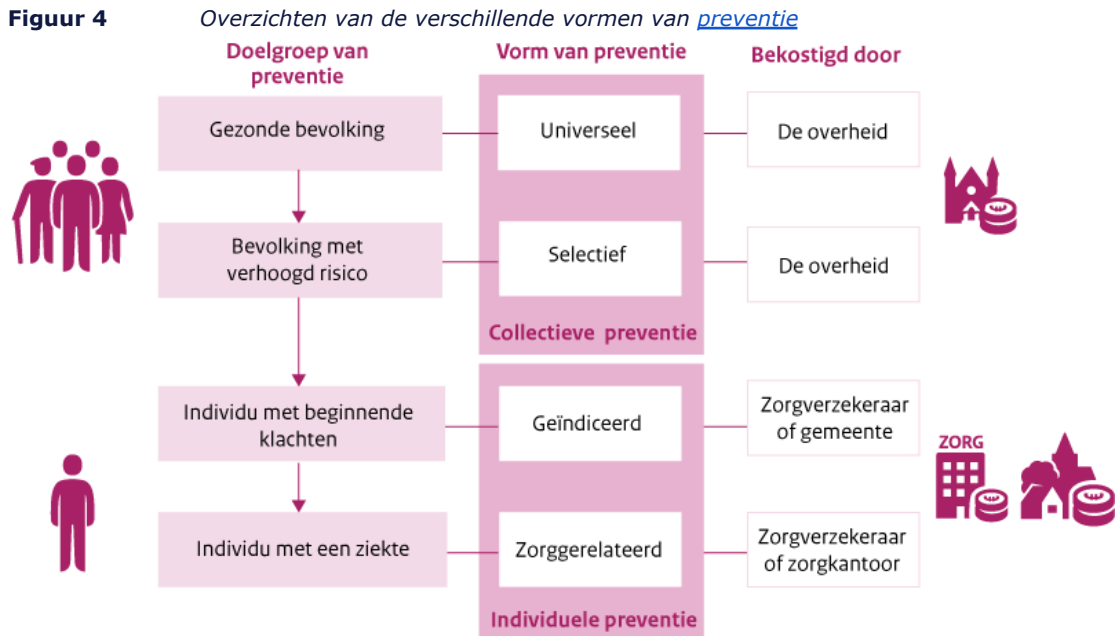 Figuur 4 Overzichten van de verschillende vormen van preventie
Doelgroep van
preventie
Vorm van preventie
Bekostigd door
Gezonde bevolking
Universeel
De overheid
Bevolking met
verhoogd risico
Selectief
De overheid
Collectieve preventie
Individu met beginnende
klachten
Geïndiceerd
Zorgverzekeraar
of gemeente
ZORG
Individu met een ziekte
Zorggerelateerd
Zorgverzekeraar
of zorgkantoor
Individuele preventie